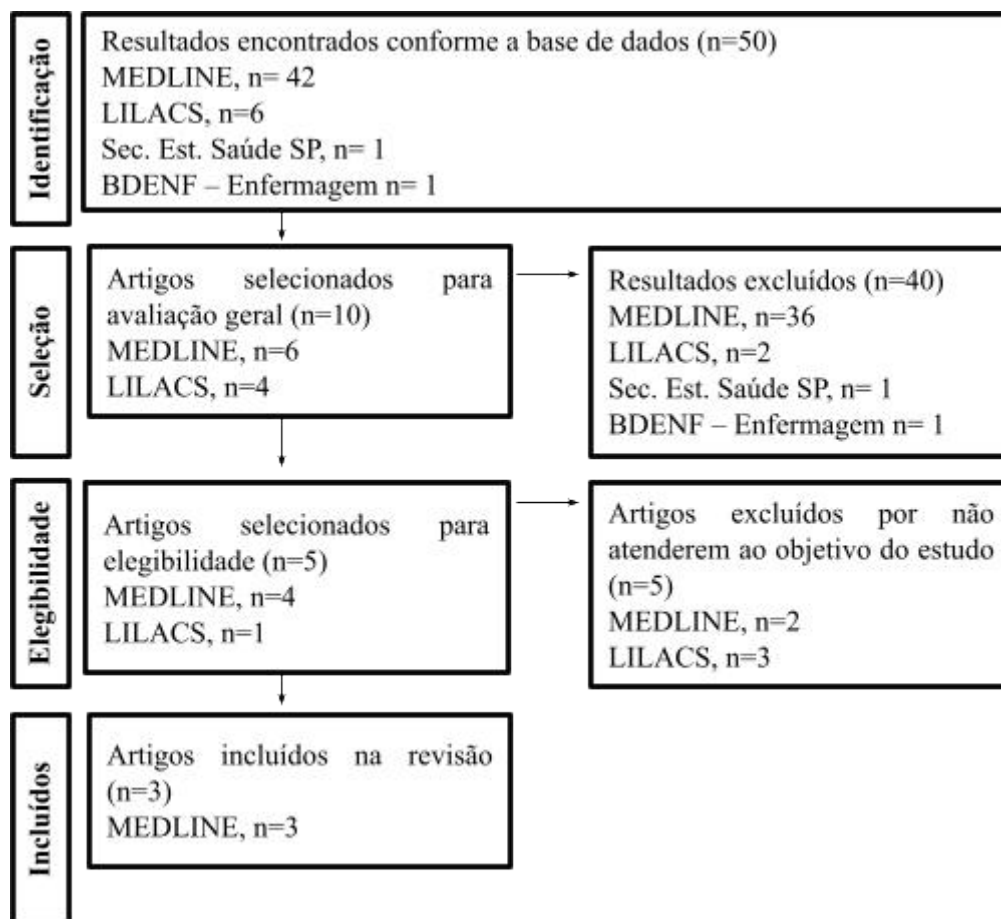 Identificação
Resultados encontrados conforme a base de dados (n=50)
MEDLINE, n= 42
LILACS, n=6
Sec. Est. Saúde SP, n= 1
BDENF – Enfermagem n= 1
Seleção
Artigos selecionados para
avaliação geral (n=10)
MEDLINE, n=6
LILACS, n=4
Resultados excluídos (n=40)
MEDLINE, n=36
LILACS, n=2
Sec. Est. Saúde SP, n= 1
BDENF – Enfermagem n= 1
Elegibilidade
Artigos selecionados para
elegibilidade (n=5)
MEDLINE, n=4
LILACS, n=1
Artigos excluídos por não
atenderem ao objetivo do estudo
(n=5)
MEDLINE, n=2
LILACS, n=3
Incluídos
Artigos incluídos na revisão
(n=3)
MEDLINE, n=3